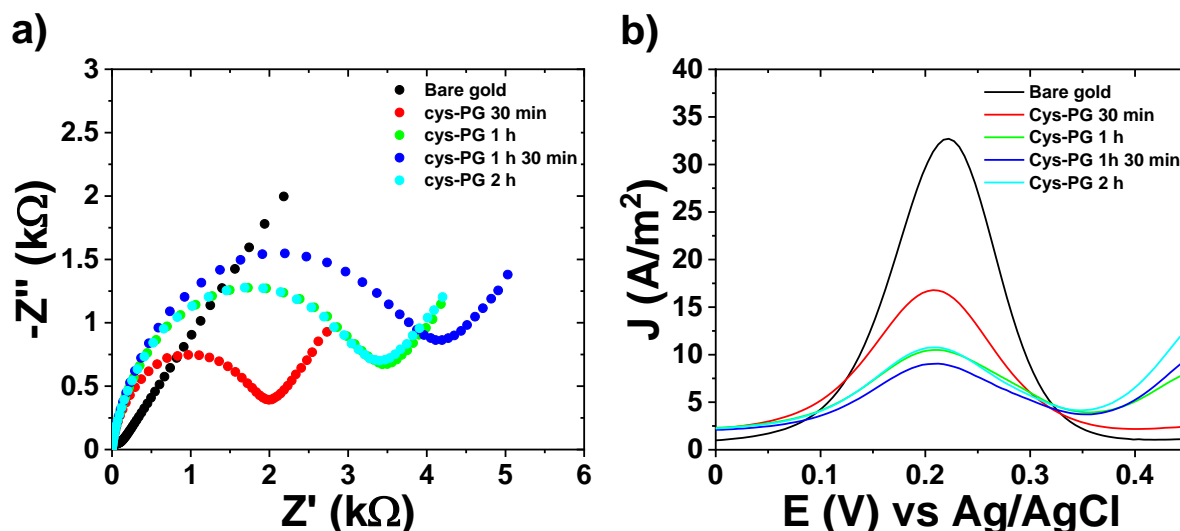 a)
3
2.5
2
1.5
1
0.5
0
-Z'' (kΩ)
0 1 2 3 4 5 6
Z' (kΩ)
Bare gold
cys-PG 30 min
cys-PG 1 h
cys-PG 1 h 30 min
cys-PG 2 h
b)
40
35
30
25
20
15
10
5
0
J (A/m²)
0.0 0.1 0.2 0.3 0.4
E (V) vs Ag/AgCl
Bare gold
Cys-PG 30 min
Cys-PG 1 h
Cys-PG 1h 30 min
Cys-PG 2 h